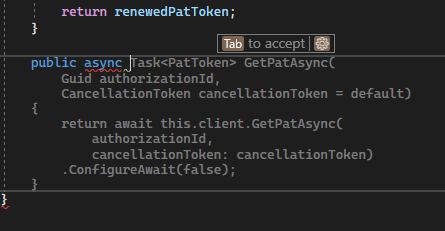 return renewedPatToken;
}
Tab to accept
public async Task<PatToken> GetPatAsync(
Guid authorizationId,
CancellationToken cancellationToken = default)
{
return await this.client.GetPatAsync(
authorizationId,
cancellationToken: cancellationToken)
.ConfigureAwait(false);
}
}